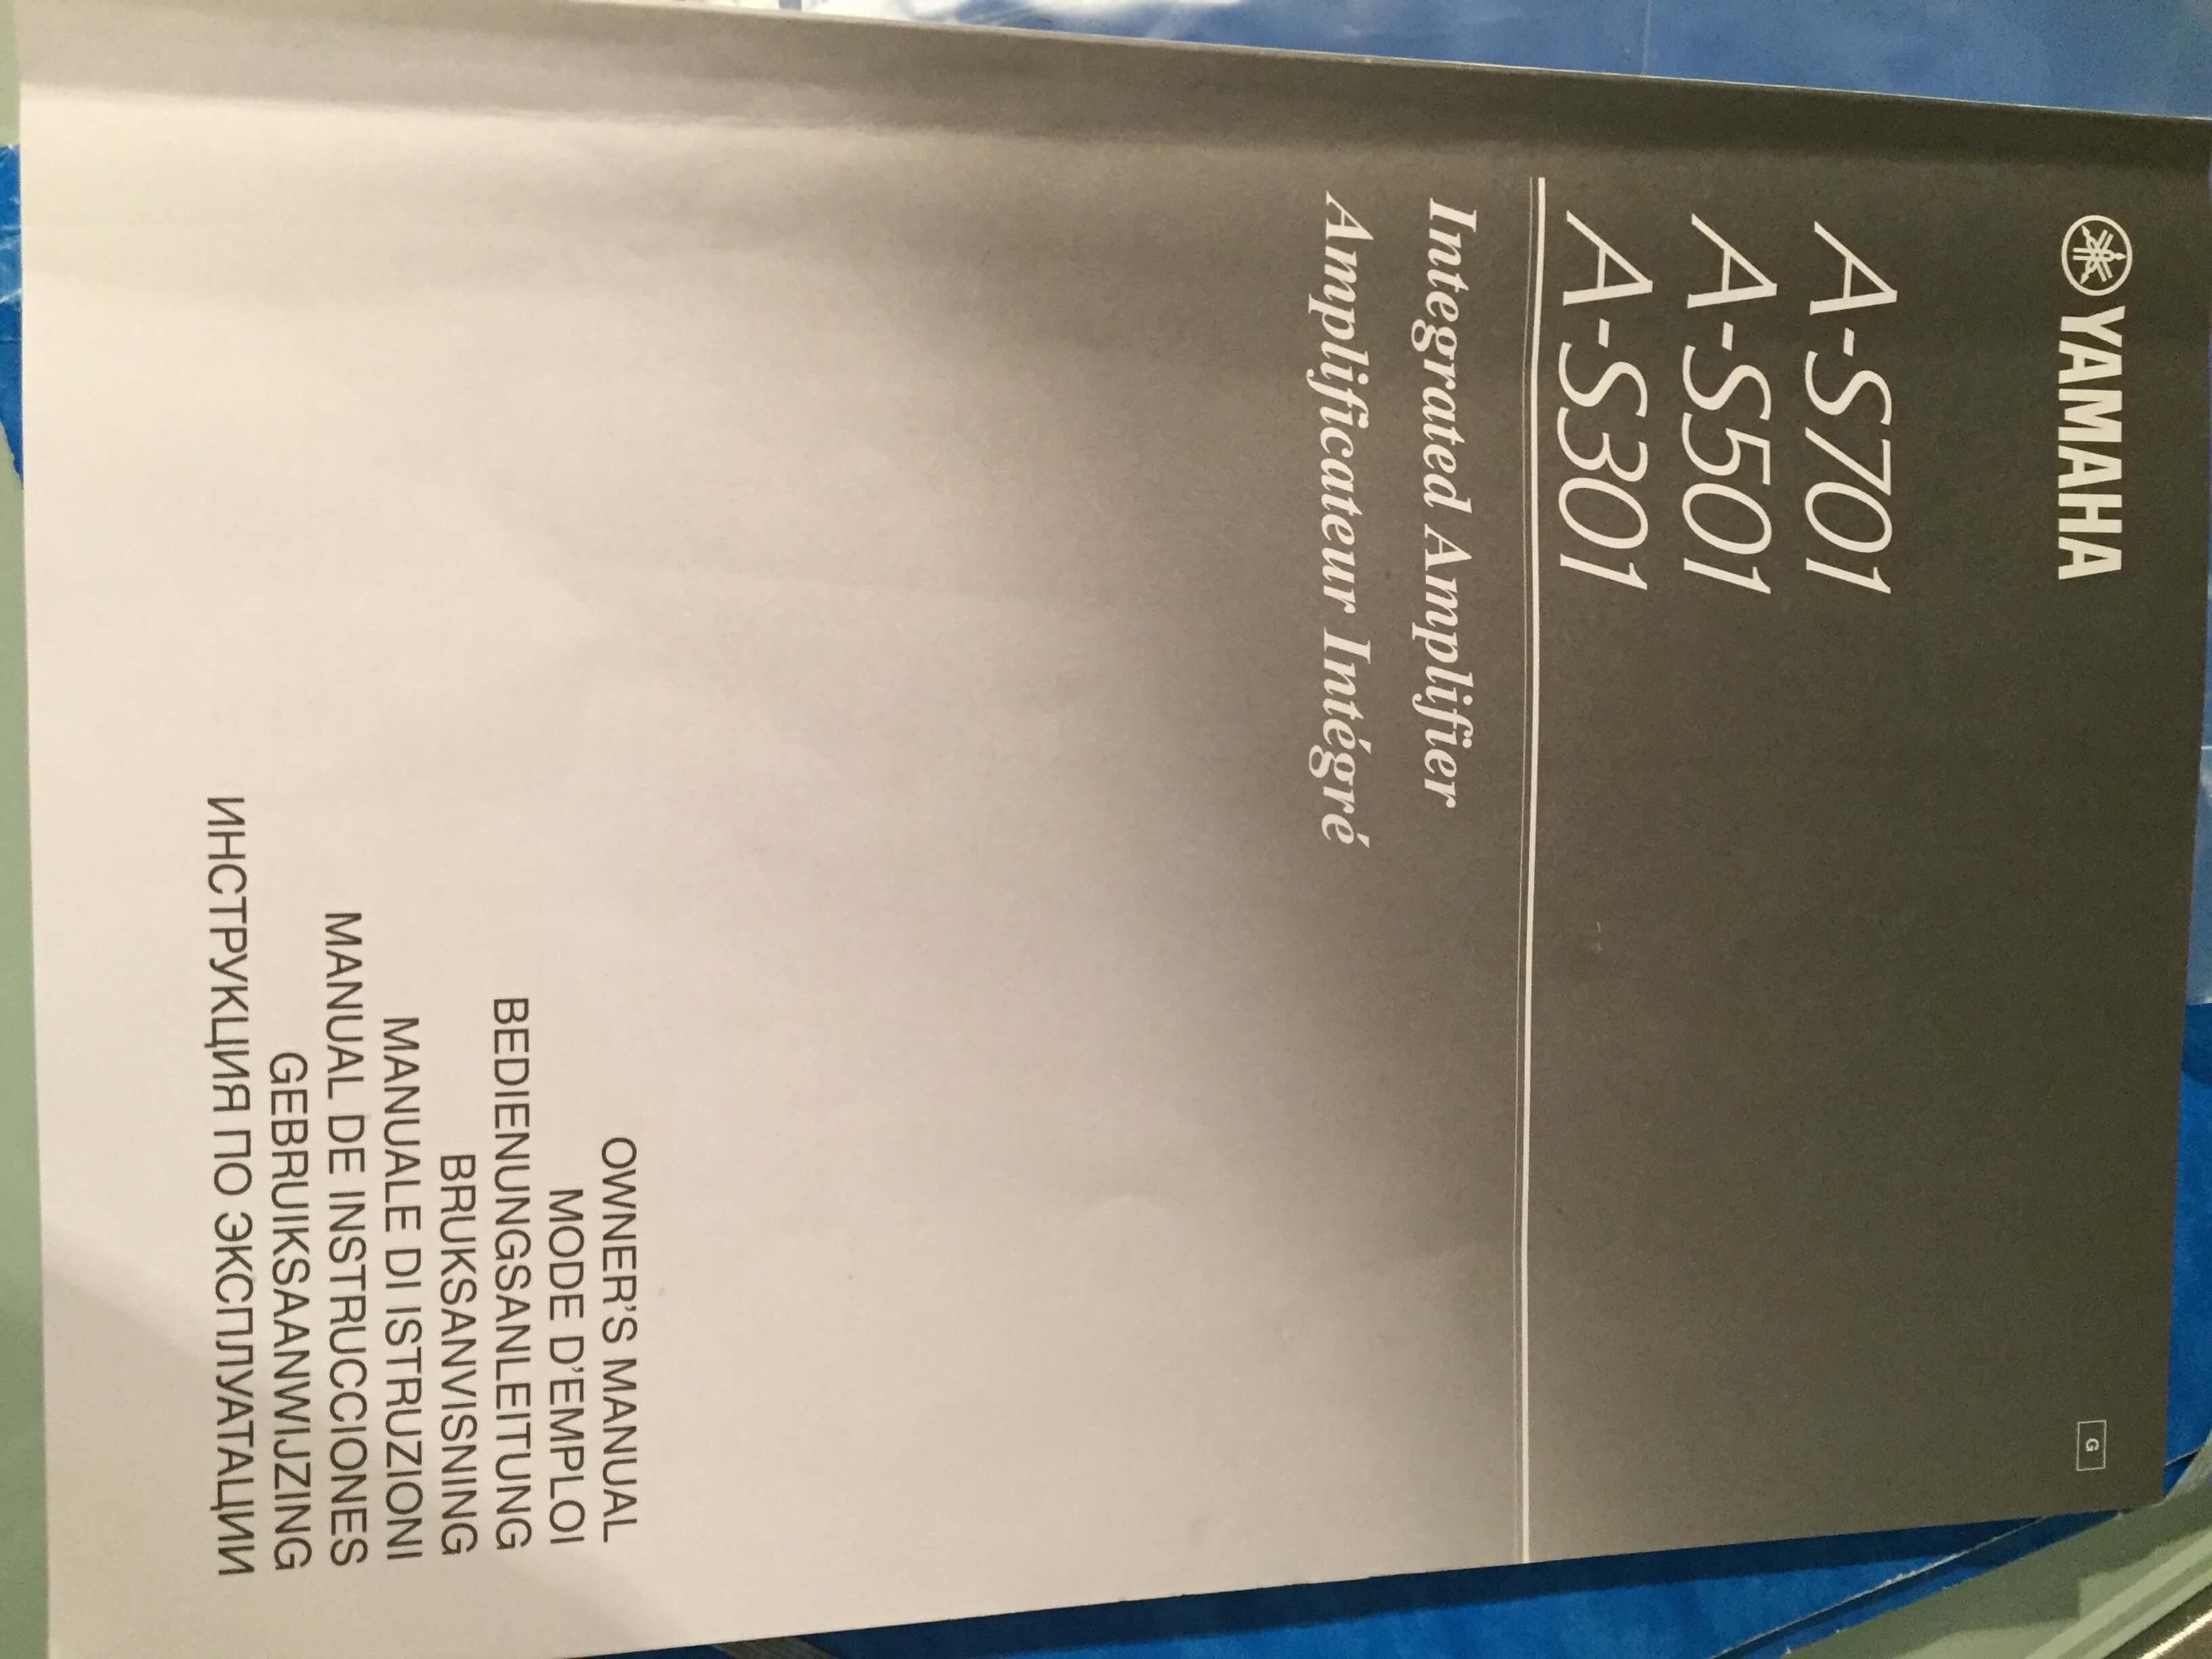 YAMAHA
G
A-S701
A-S501
A-S301
Integrated Amplifier
Amplificateur Intégré
OWNER'S MANUAL
MODE D'EMPLOI
BEDIENUNGSANLEITUNG
BRUKSANVISNING
MANUALE DI ISTRUZIONI
MANUAL DE INSTRUCCIONES
GEBRUIKSAANWIJZING
ИНСТРУКЦИЯ ПО ЭКСПЛУАТАЦИИ